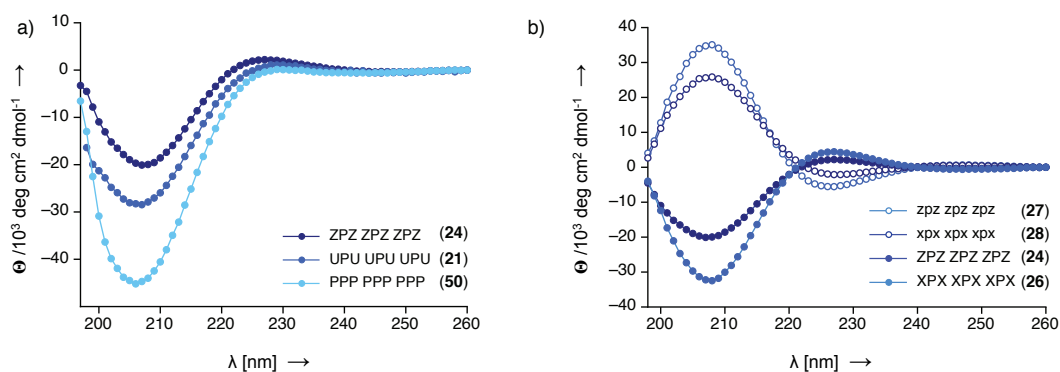 a)
Θ /10³ deg cm² dmol⁻¹ →
10
0
−10
−20
−30
−40
ZPZ ZPZ ZPZ (24)
UPU UPU UPU (21)
PPP PPP PPP (50)
200 210 220 230 240 250 260
λ [nm] →
b)
Θ /10³ deg cm² dmol⁻¹ →
40
30
20
10
0
−10
−20
−30
−40
zpz zpz zpz (27)
xpx xpx xpx (28)
ZPZ ZPZ ZPZ (24)
XPX XPX XPX (26)
200 210 220 230 240 250 260
λ [nm] →